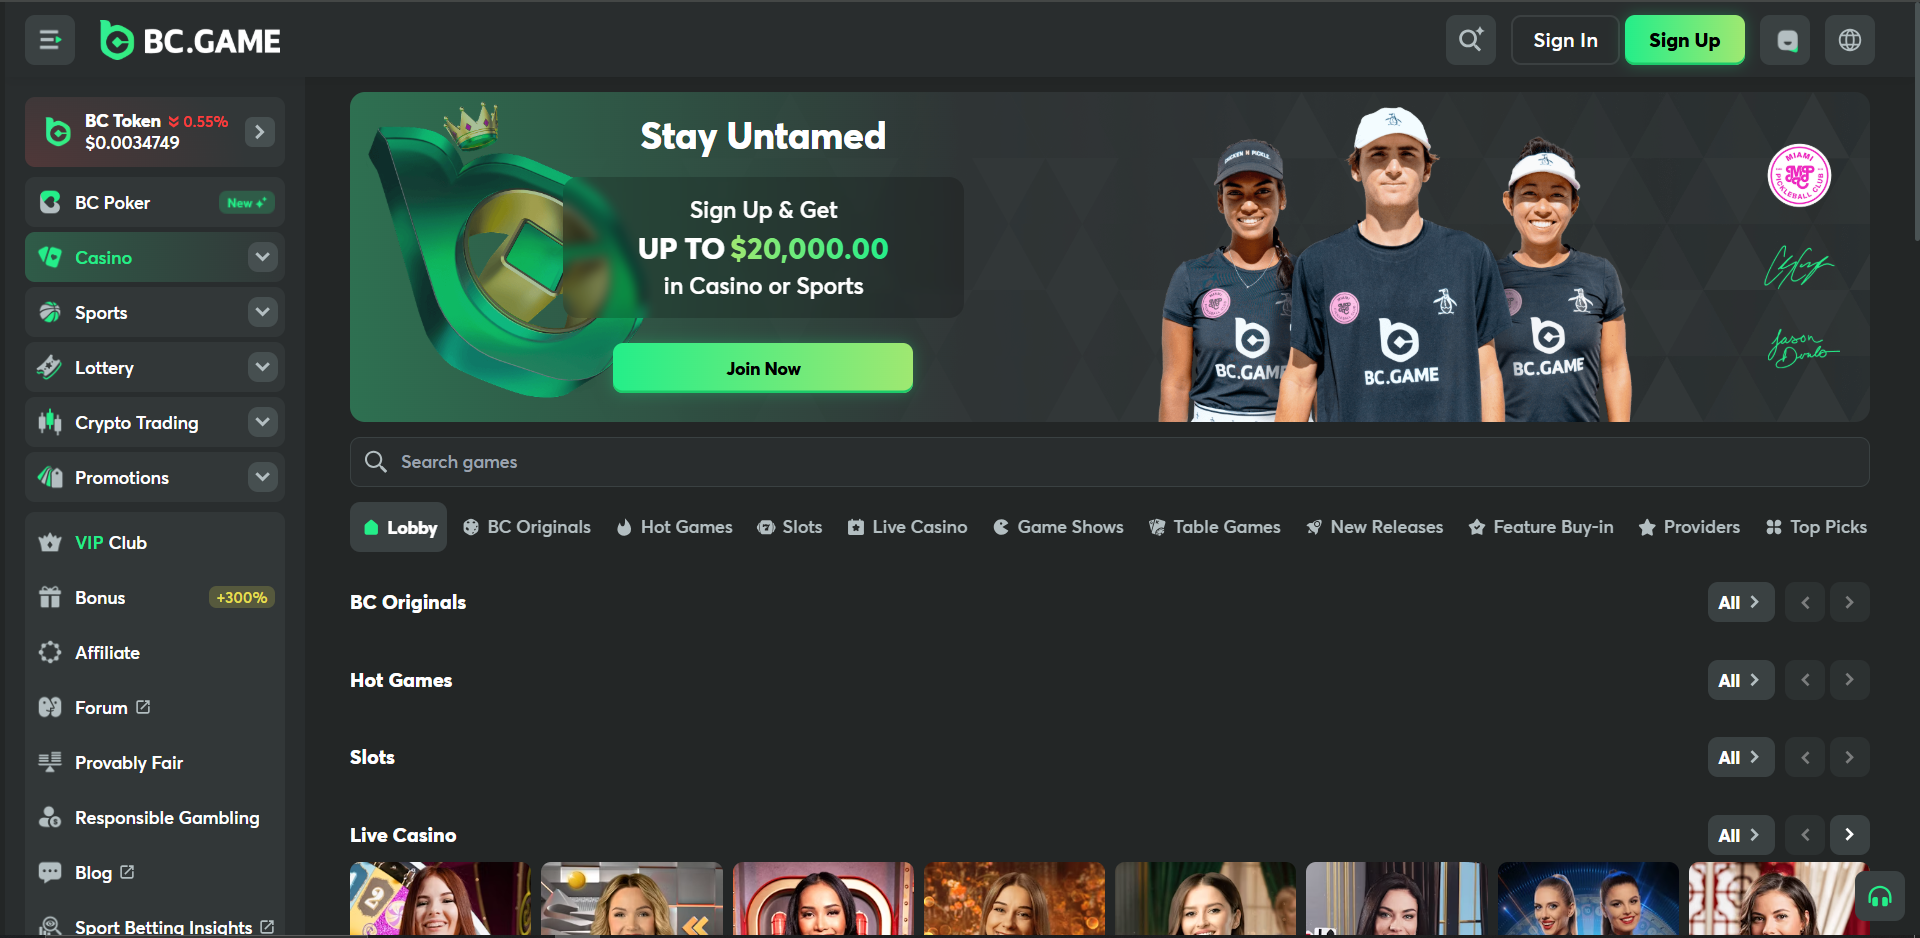 BC.GAME
Sign In
Sign Up
BC Token 0.55%
$0.0034749
BC Poker
New
Casino
Sports
Lottery
Crypto Trading
Promotions
VIP Club
Bonus
+300%
Affiliate
Forum
Provably Fair
Responsible Gambling
Blog
Sport Betting Insights
Stay Untamed
Sign Up & Get
UP TO $20,000.00
in Casino or Sports
Join Now
CHICKEN N PICKLE
BC.GAME
BC.GAME
BC.GAME
MIAMI
PICKLEBALL CLUB
Jason
Search games
Lobby
BC Originals
Hot Games
Slots
Live Casino
Game Shows
Table Games
New Releases
Feature Buy-in
Providers
Top Picks
BC Originals
All
Hot Games
All
Slots
All
Live Casino
All